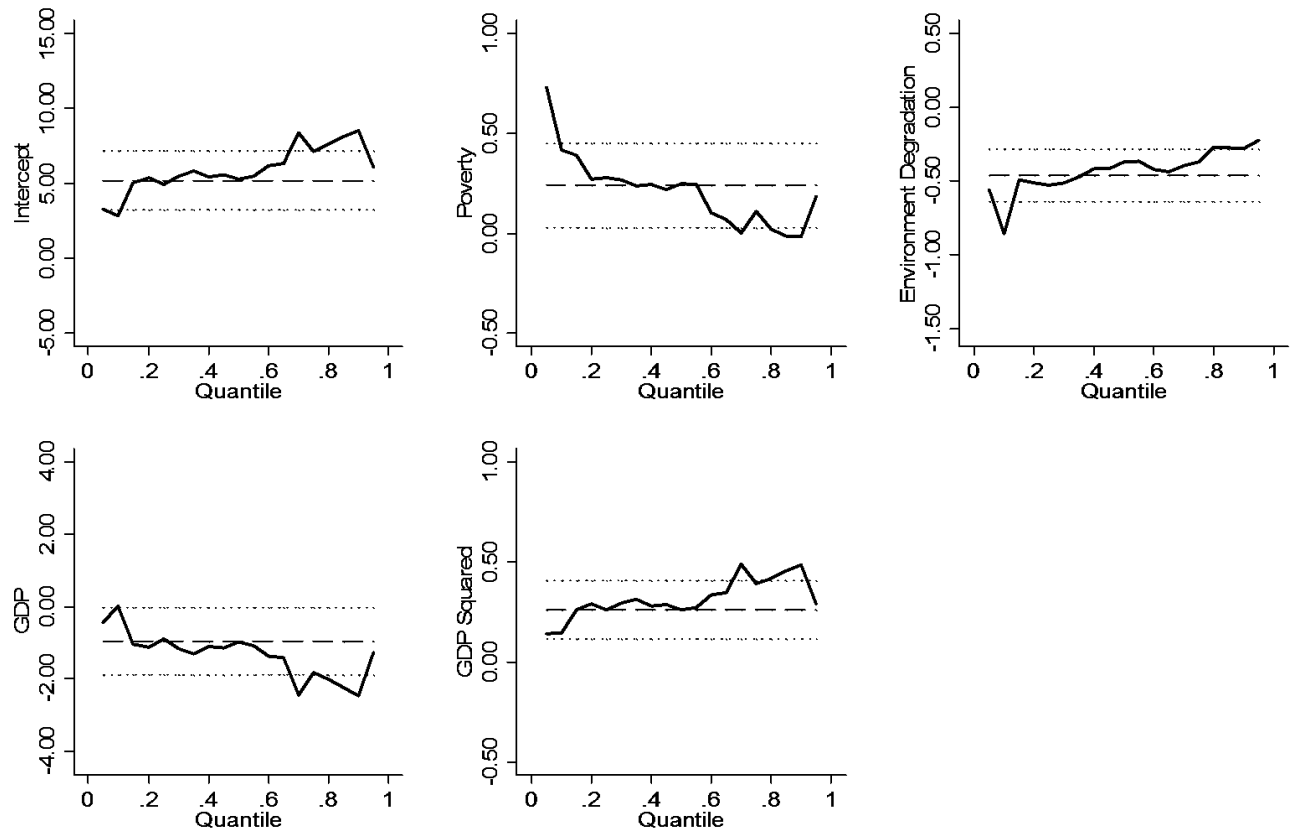 Intercept
15.00
10.00
5.00
0.00
-5.00
0 .2 .4 .6 .8 1
Quantile
Poverty
1.00
0.50
0.00
-0.50
0 .2 .4 .6 .8 1
Quantile
Environment Degradation
0.50
0.00
-0.50
-1.00
-1.50
0 .2 .4 .6 .8 1
Quantile
GDP
4.00
2.00
0.00
-2.00
-4.00
0 .2 .4 .6 .8 1
Quantile
GDP Squared
1.00
0.50
0.00
-0.50
0 .2 .4 .6 .8 1
Quantile